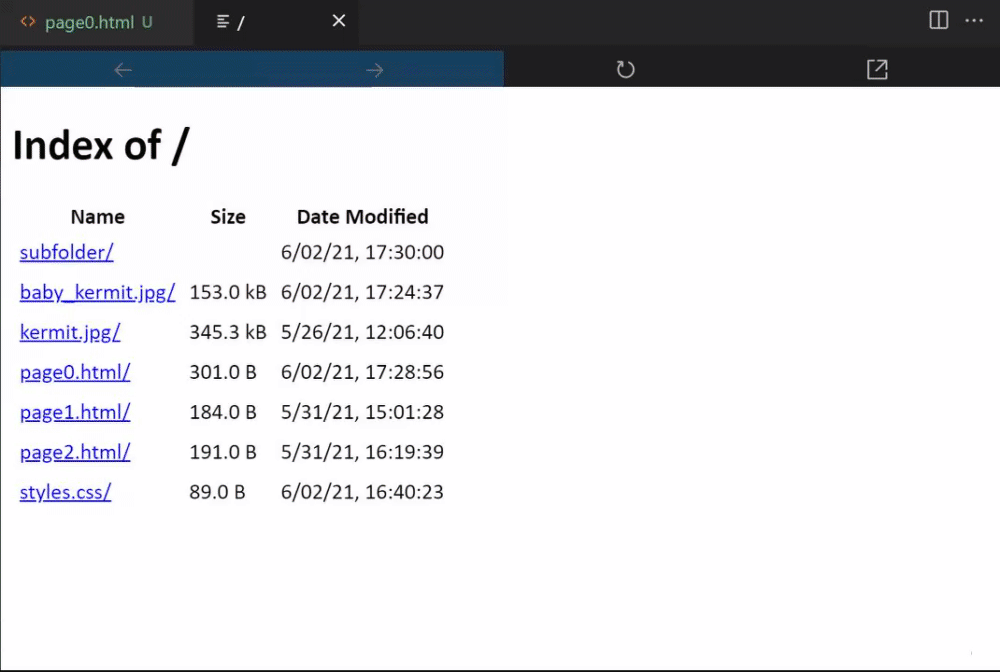 page0.html U
/
Index of /
Name Size Date Modified
subfolder/ 6/02/21, 17:30:00
baby_kermit.jpg/ 153.0 kB 6/02/21, 17:24:37
kermit.jpg/ 345.3 kB 5/26/21, 12:06:40
page0.html/ 301.0 B 6/02/21, 17:28:56
page1.html/ 184.0 B 5/31/21, 15:01:28
page2.html/ 191.0 B 5/31/21, 16:19:39
styles.css/ 89.0 B 6/02/21, 16:40:23